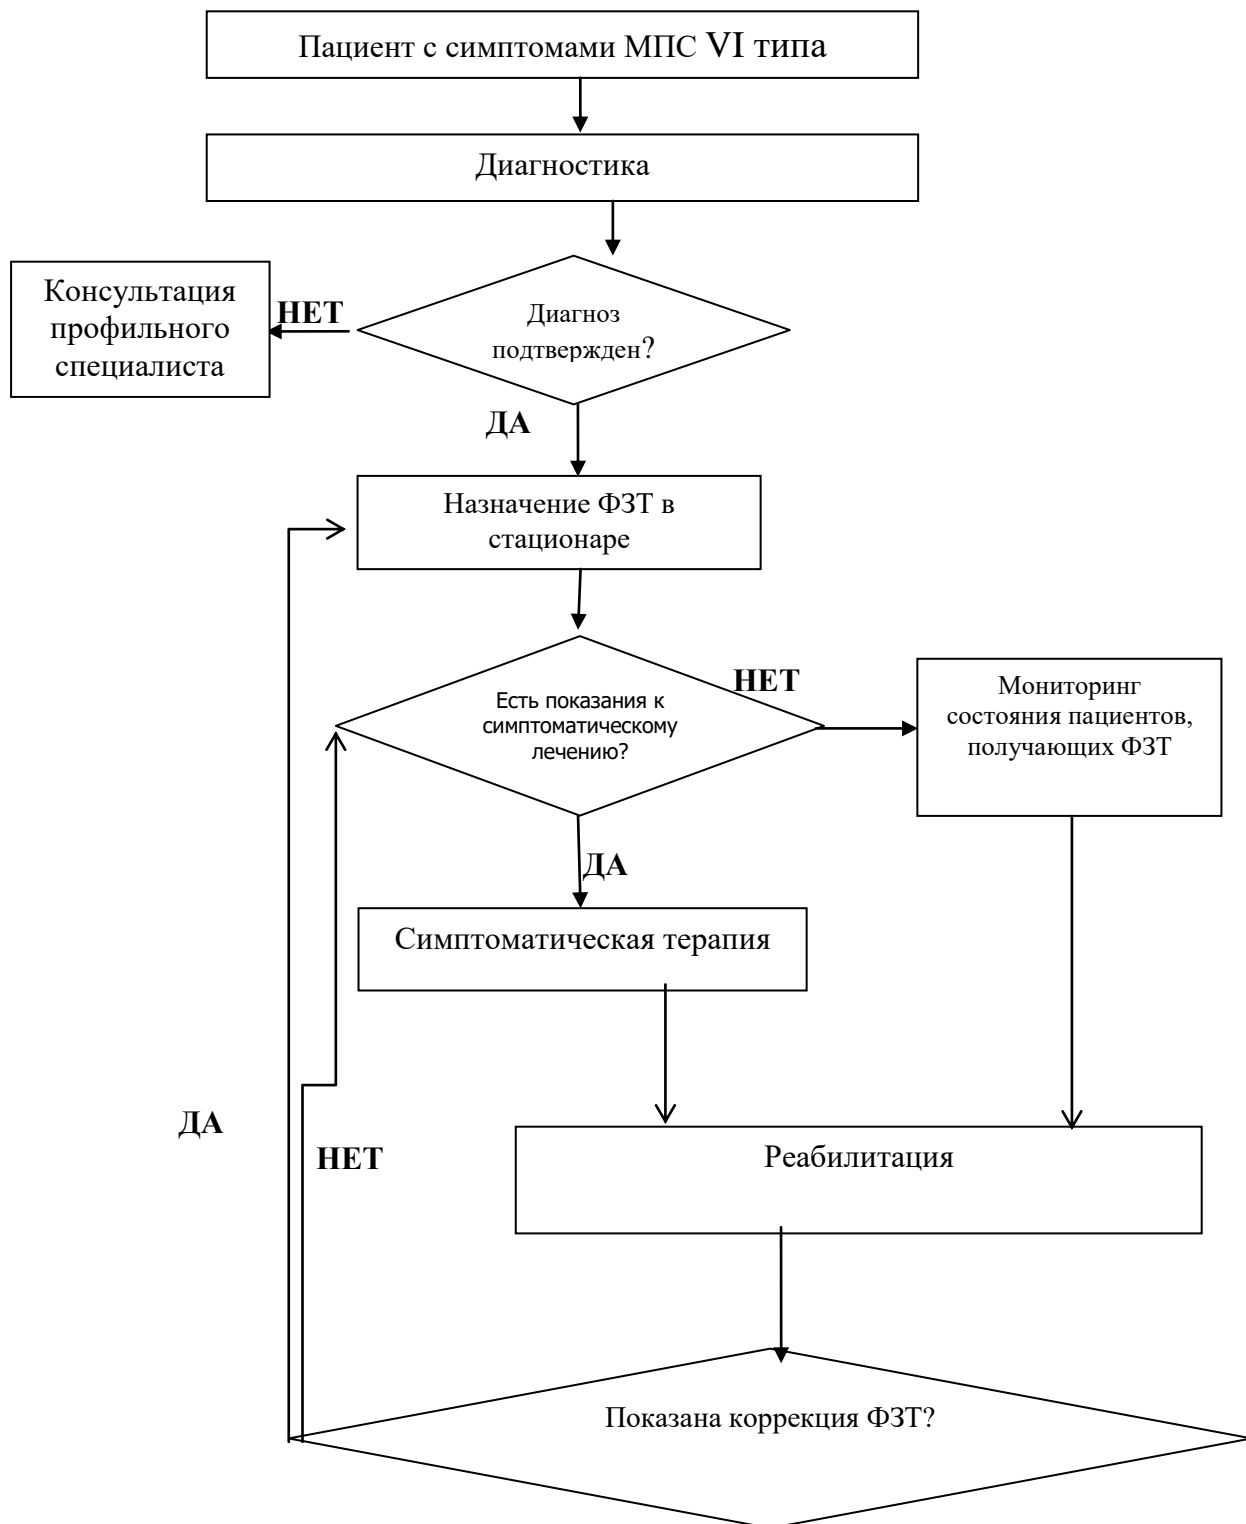 Пациент с симптомами МПС VI типа
Диагностика
Консультация
профильного
специалиста
НЕТ
Диагноз
подтвержден?
ДА
Назначение ФЗТ в
стационаре
Есть показания к
симптоматическому
лечению?
НЕТ
Мониторинг
состояния пациентов,
получающих ФЗТ
ДА
Симптоматическая терапия
ДА
НЕТ
Реабилитация
Показана коррекция ФЗТ?